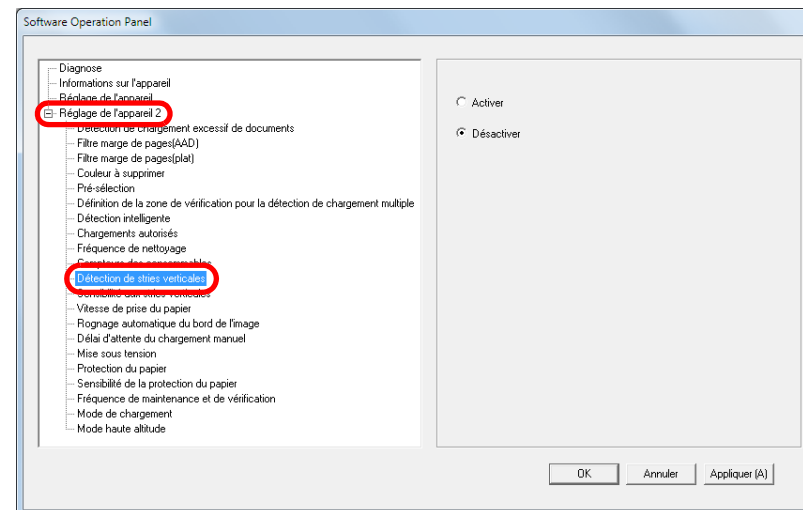 Software Operation Panel
Diagnose
Informations sur l'appareil
Réglage de l'appareil
Réglage de l'appareil 2
Détection de chargement excessif de documents
Filtre marge de pages(AAD)
Filtre marge de pages(plat)
Couleur à supprimer
Pré-sélection
Définition de la zone de vérification pour la détection de chargement multiple
Détection intelligente
Chargements autorisés
Fréquence de nettoyage
Compteurs des consommables
Détection de stries verticales
Sensibilité aux stries verticales
Vitesse de prise du papier
Rognage automatique du bord de l'image
Délai d'attente du chargement manuel
Mise sous tension
Protection du papier
Sensibilité de la protection du papier
Fréquence de maintenance et de vérification
Mode de chargement
Mode haute altitude
Activer
Désactiver
OK Annuler Appliquer (A)